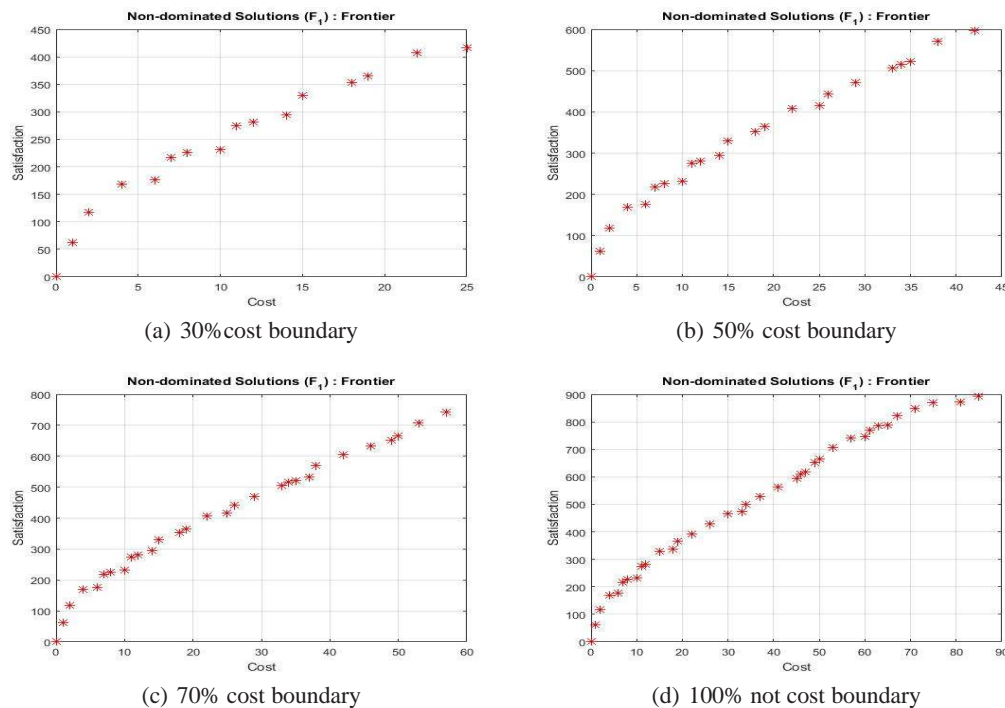 Non-dominated Solutions (F1) : Frontier
450
400
350
300
250
200
150
100
50
0
Satisfaction
0 5 10 15 20 25
Cost
(a) 30%cost boundary
Non-dominated Solutions (F1) : Frontier
600
500
400
300
200
100
0
Satisfaction
0 5 10 15 20 25 30 35 40 45
Cost
(b) 50% cost boundary
Non-dominated Solutions (F1) : Frontier
800
700
600
500
400
300
200
100
0
Satisfaction
0 10 20 30 40 50 60
Cost
(c) 70% cost boundary
Non-dominated Solutions (F1) : Frontier
900
800
700
600
500
400
300
200
100
0
Satisfaction
0 10 20 30 40 50 60 70 80 90
Cost
(d) 100% not cost boundary